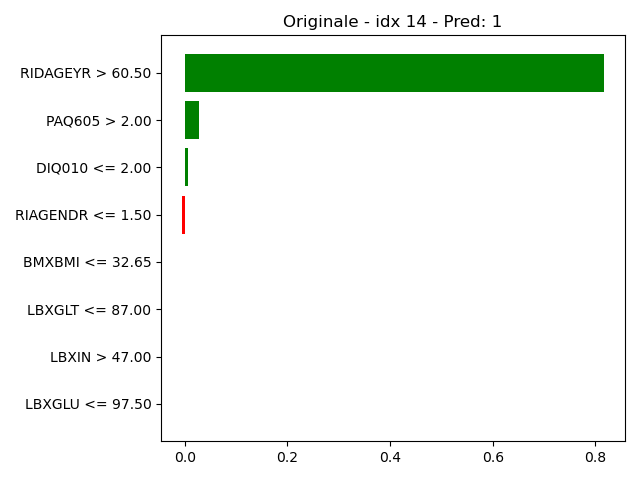 Originale - idx 14 - Pred: 1
RIDAGEYR > 60.50
PAQ605 > 2.00
DIQ010 <= 2.00
RIAGENDR <= 1.50
BMXBMI <= 32.65
LBXGLT <= 87.00
LBXIN > 47.00
LBXGLU <= 97.50
0.0 0.2 0.4 0.6 0.8